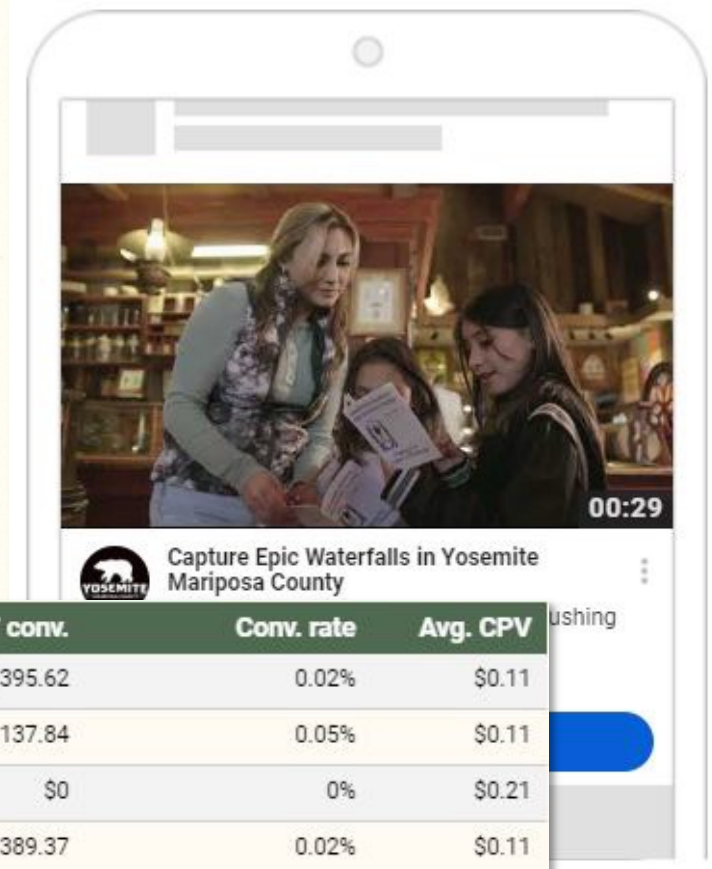 00:29
YOSEMITE
Capture Epic Waterfalls in Yosemite
Mariposa County
ushing
conv. Conv. rate Avg. CPV
395.62 0.02% $0.11
137.84 0.05% $0.11
$0 0% $0.21
389.37 0.02% $0.11